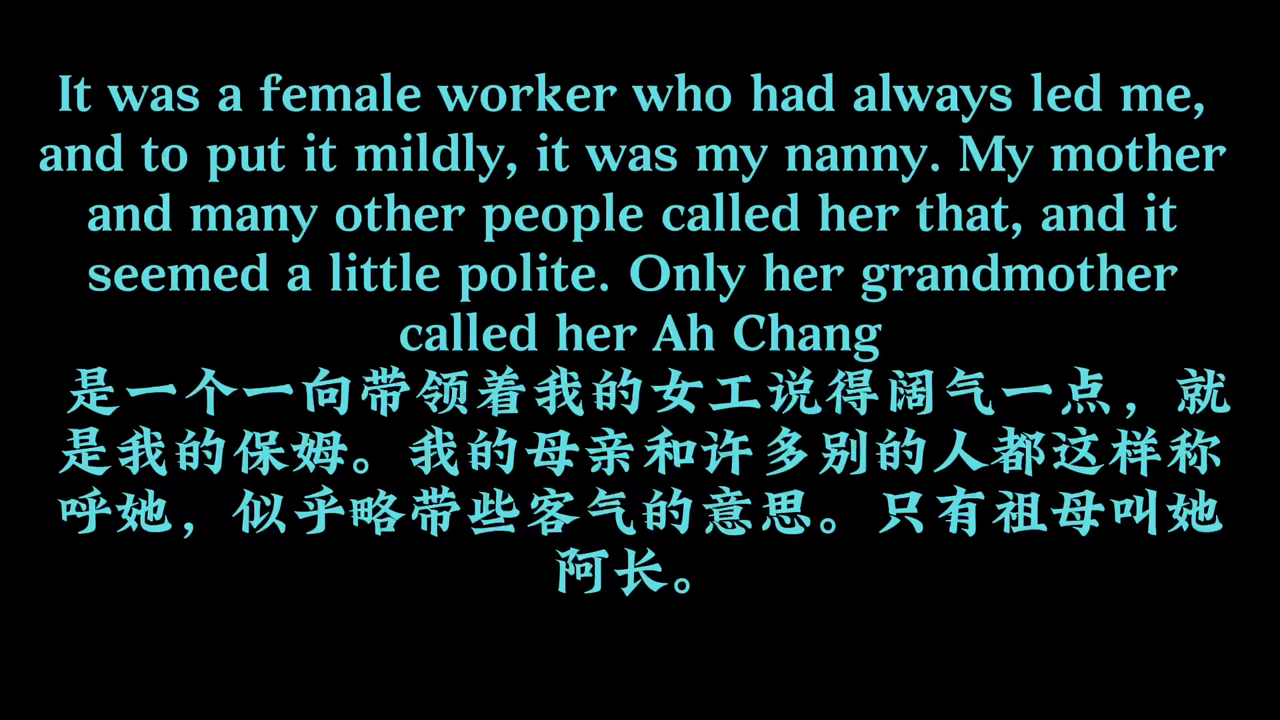 It was a female worker who had always led me,
and to put it mildly, it was my nanny. My mother
and many other people called her that, and it
seemed a little polite. Only her grandmother
called her Ah Chang
是一个一向带领着我的女工说得阔气一点，就
是我的保姆。我的母亲和许多别的人都这样称
呼她，似乎略带些客气的意思。只有祖母叫她
阿长。